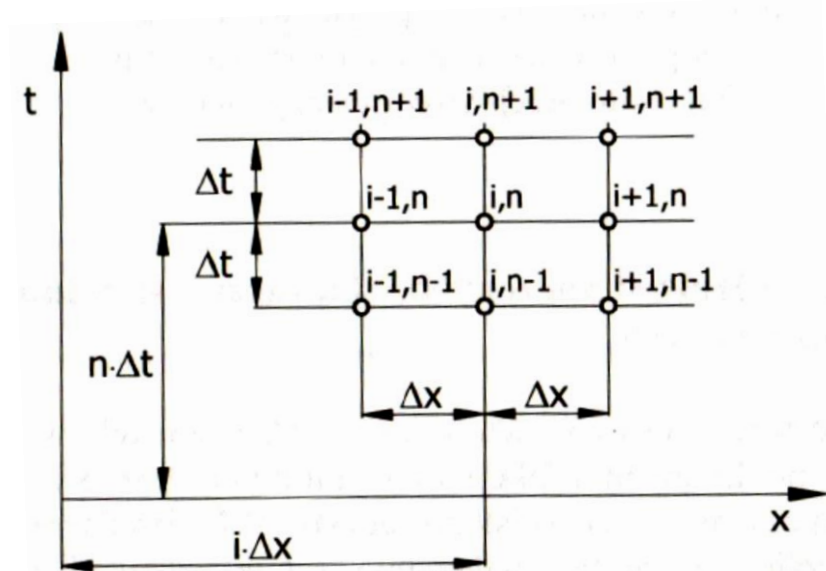 t
i-1,n+1 i,n+1 i+1,n+1
Δt
i-1,n i,n i+1,n
Δt
i-1,n-1 i,n-1 i+1,n-1
n·Δt
Δx Δx
x
i·Δx